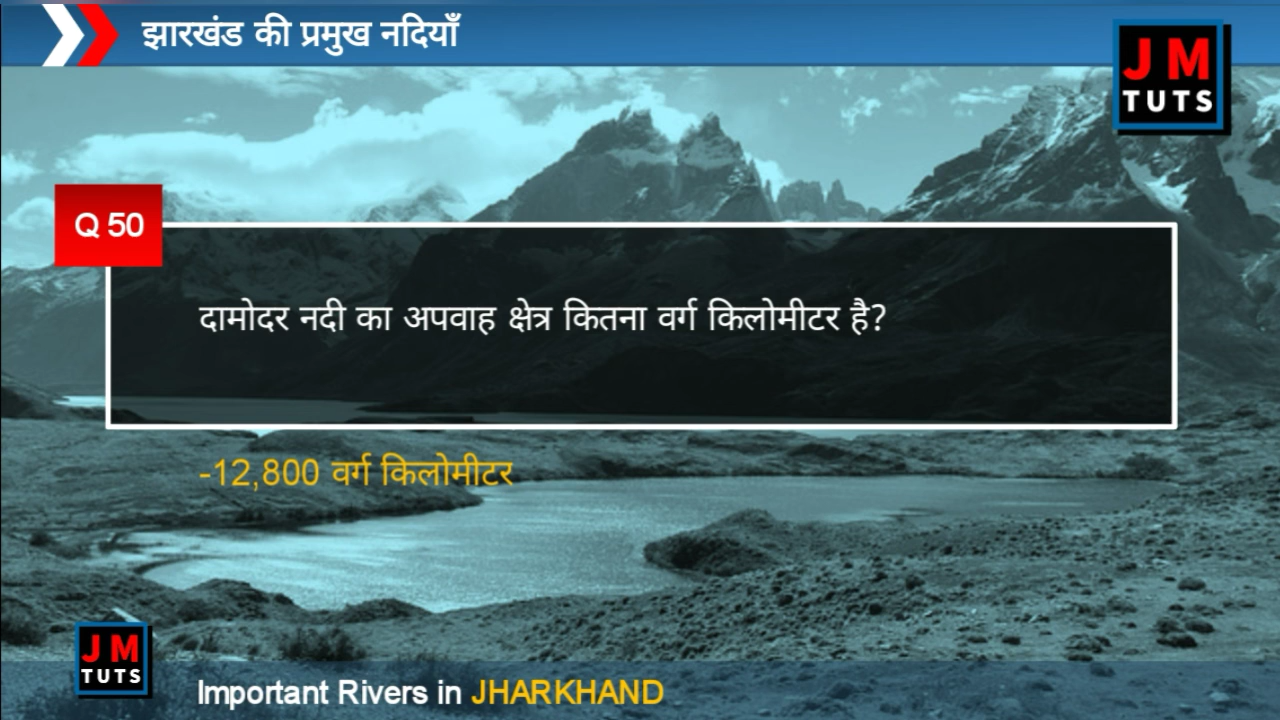 झारखंड की प्रमुख नदियाँ
JM
TUTS
Q 50
दामोदर नदी का अपवाह क्षेत्र कितना वर्ग किलोमीटर है?
-12,800 वर्ग किलोमीटर
JM
TUTS
Important Rivers in JHARKHAND